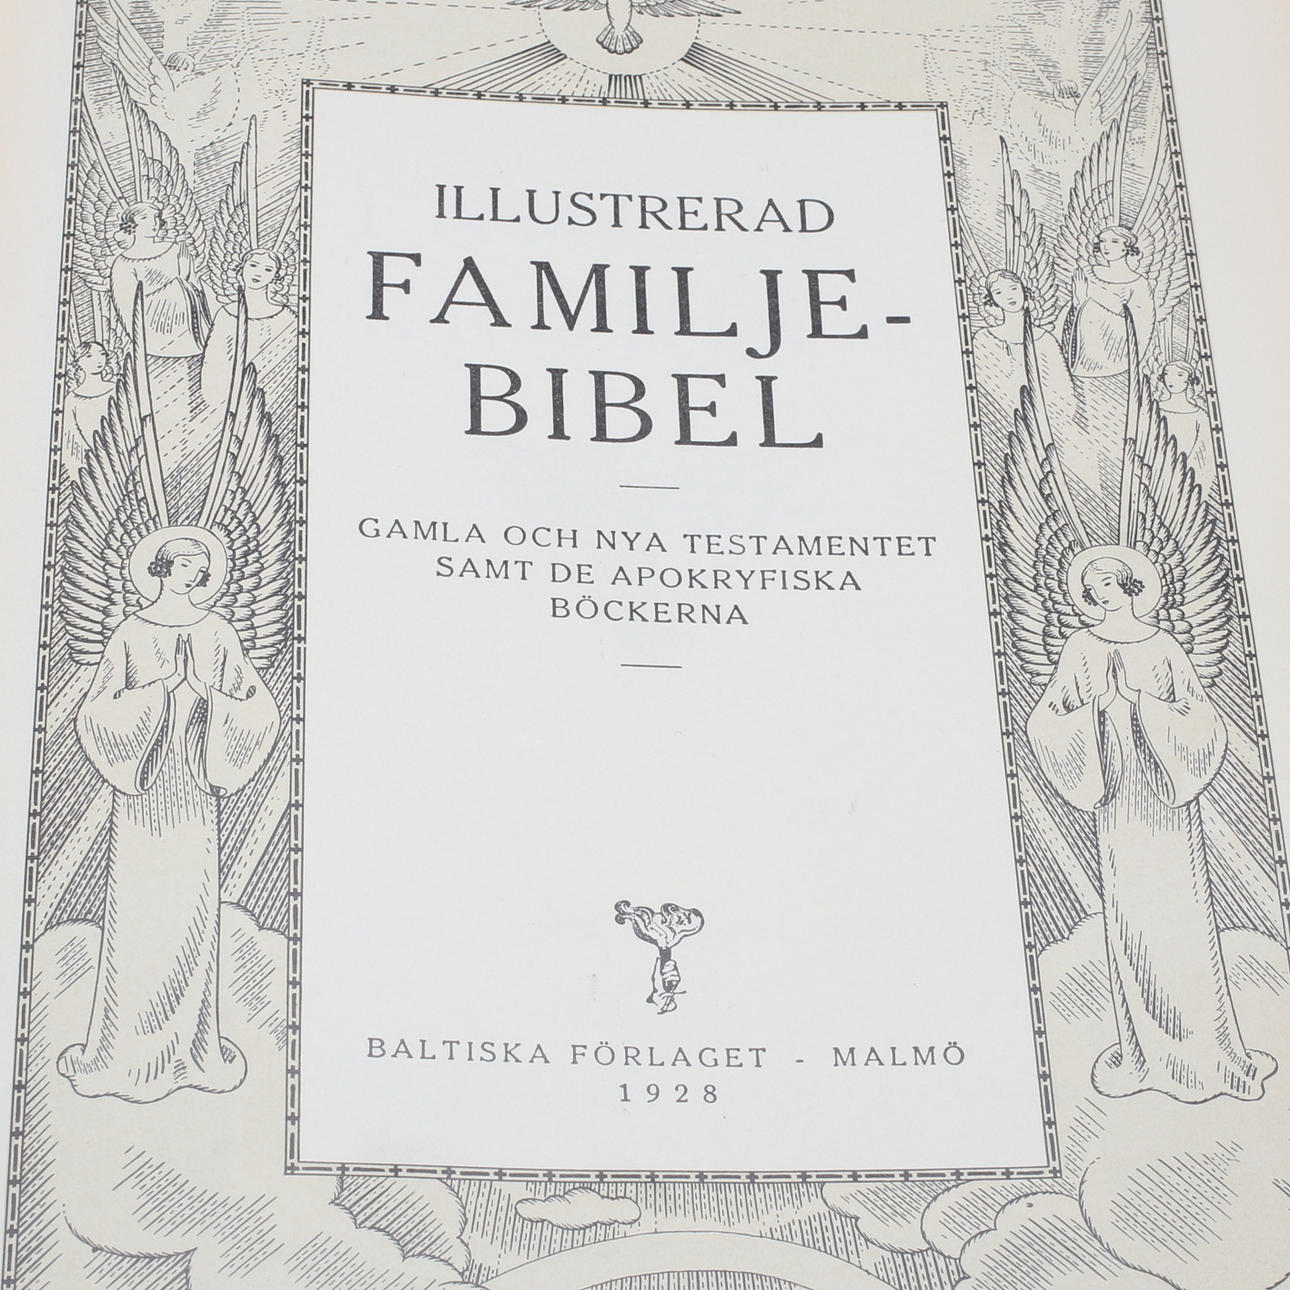 ILLUSTRERAD
FAMILJE-
BIBEL
GAMLA OCH NYA TESTAMENTET
SAMT DE APOKRYFISKA
BÖCKERNA
BALTISKA FÖRLAGET - MALMÖ
1928